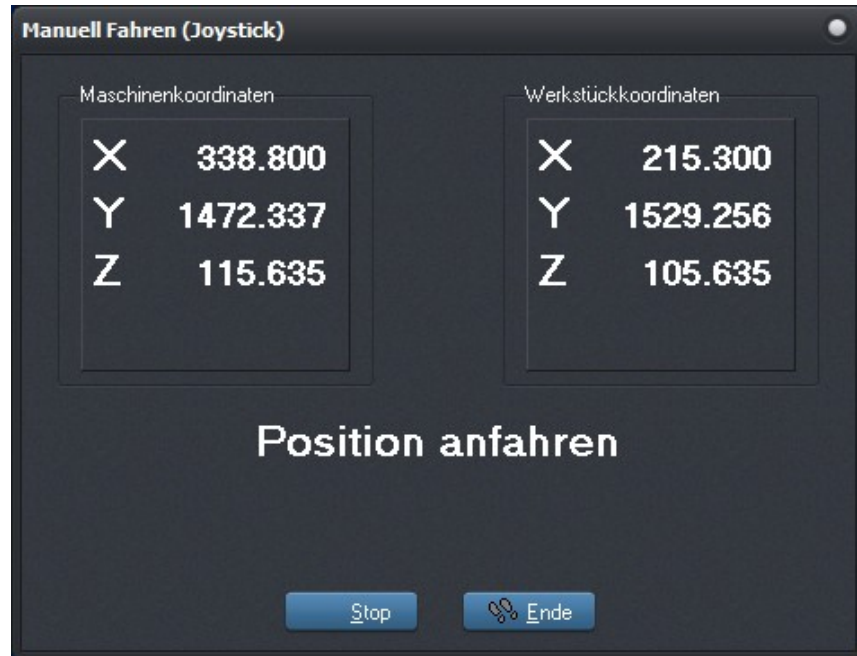 Manuell Fahren (Joystick)
Maschinenkoordinaten
X 338.800
Y 1472.337
Z 115.635
Werkstückkoordinaten
X 215.300
Y 1529.256
Z 105.635
Position anfahren
Stop
Ende